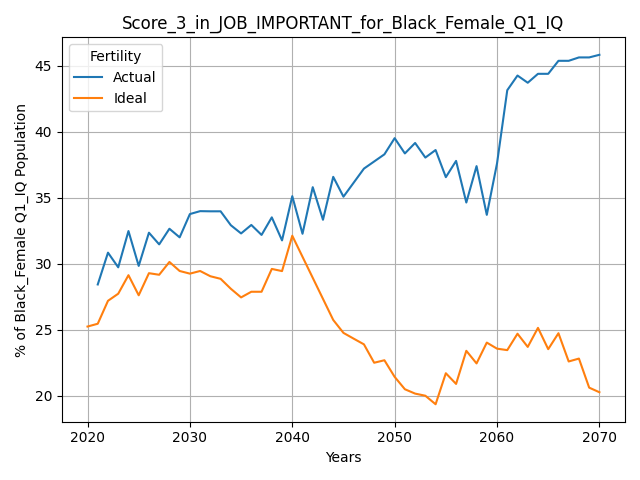 Score_3_in_JOB_IMPORTANT_for_Black_Female_Q1_IQ
Fertility
Actual
Ideal
% of Black_Female Q1_IQ Population
45
40
35
30
25
20
2020
2030
2040
2050
2060
2070
Years